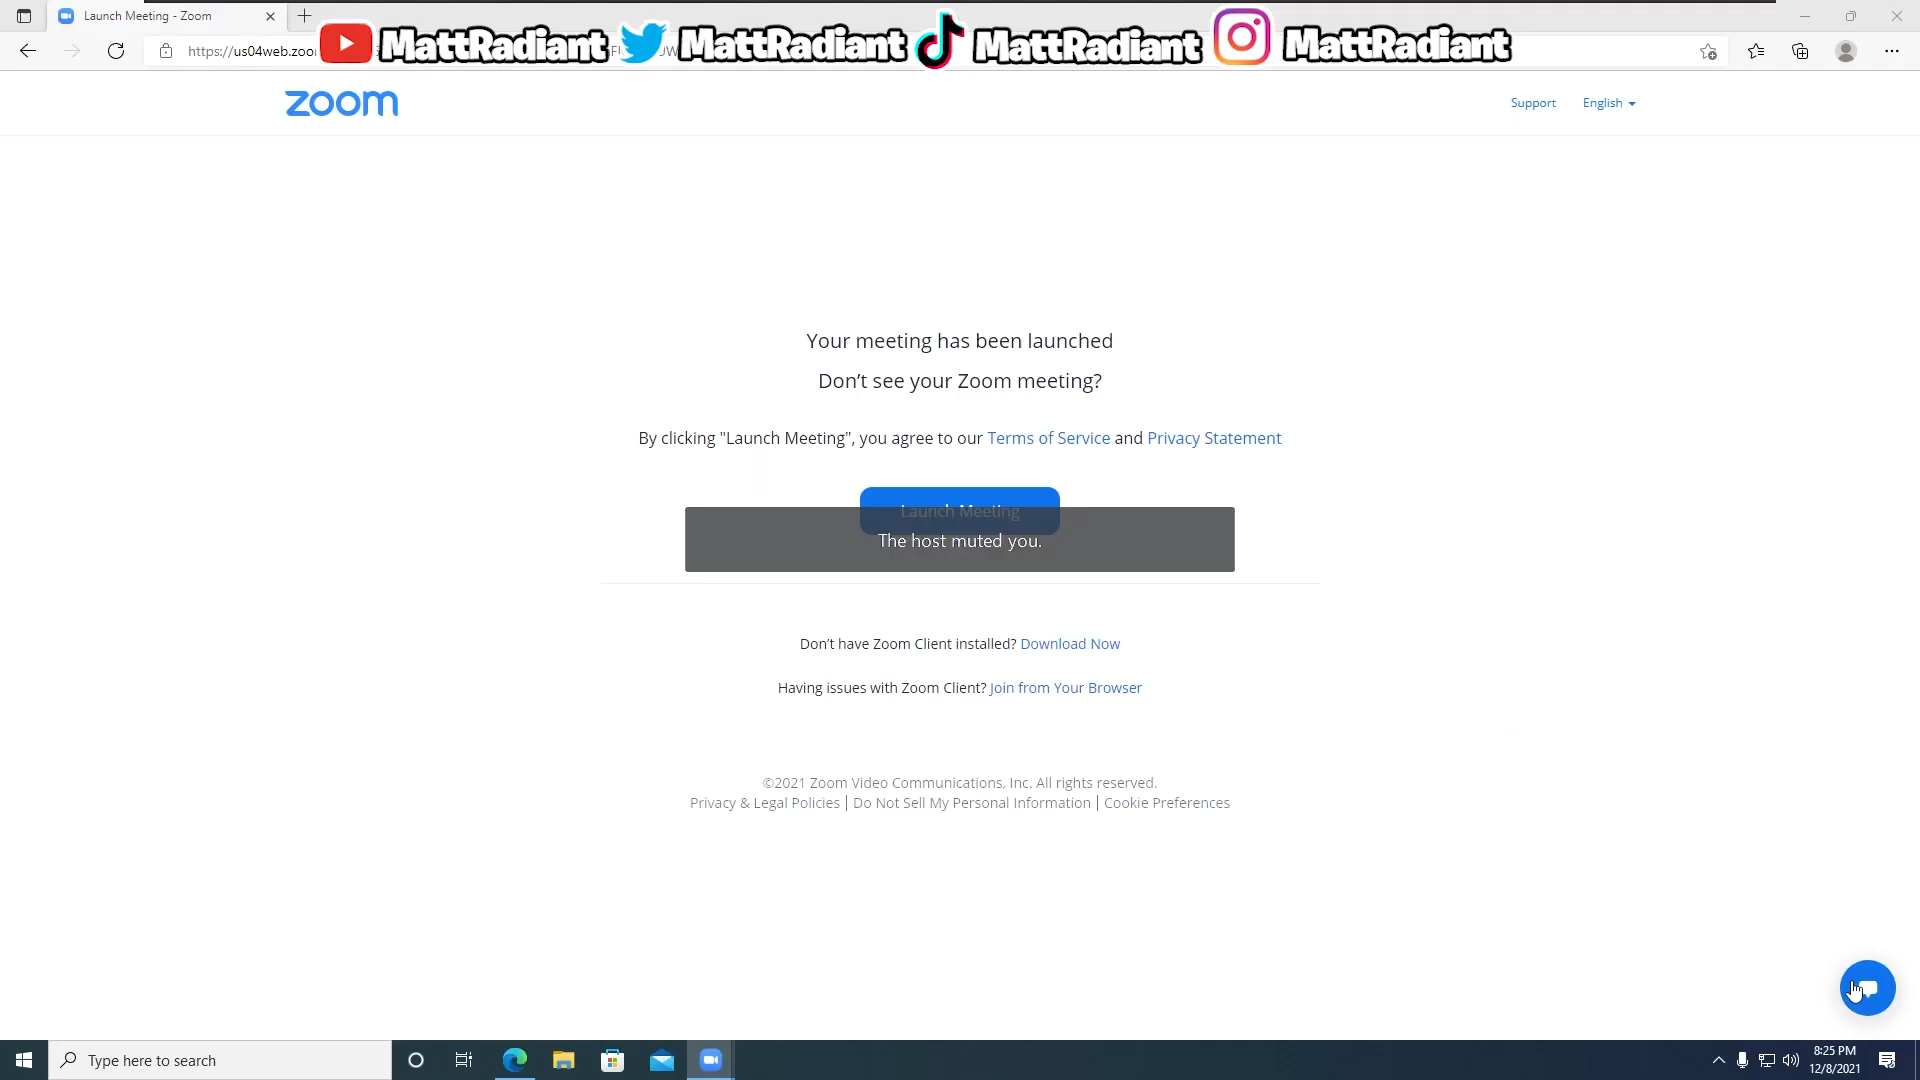 Launch Meeting - Zoom
https://us04web.zoo
MattRadiant MattRadiant MattRadiant MattRadiant
zoom
Support English
Your meeting has been launched
Don’t see your Zoom meeting?
By clicking "Launch Meeting", you agree to our Terms of Service and Privacy Statement
Launch Meeting
The host muted you.
Don’t have Zoom Client installed? Download Now
Having issues with Zoom Client? Join from Your Browser
©2021 Zoom Video Communications, Inc. All rights reserved.
Privacy & Legal Policies | Do Not Sell My Personal Information | Cookie Preferences
Type here to search
8:25 PM
12/8/2021